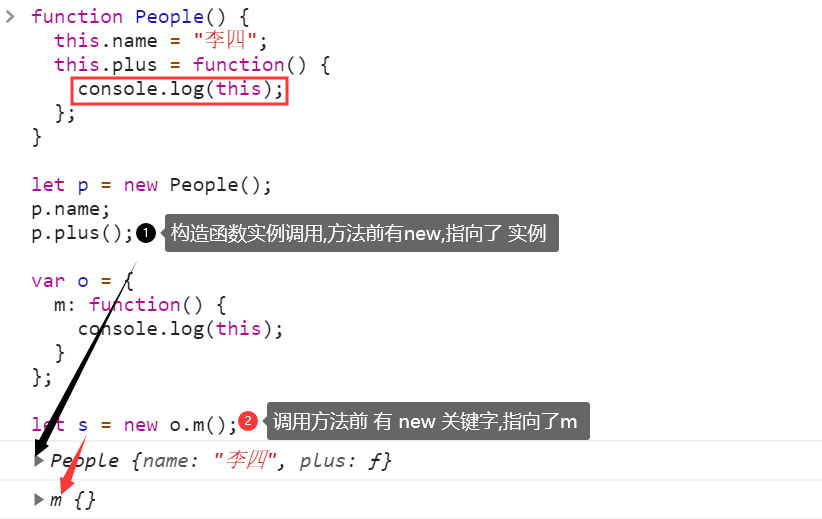 function People() {
this.name = "李四";
this.plus = function() {
console.log(this);
};
}
let p = new People();
p.name;
p.plus(); 1 构造函数实例调用,方法前有new,指向了 实例
var o = {
m: function() {
console.log(this);
}
};
let s = new o.m(); 2 调用方法前 有 new 关键字,指向了m
People {name: "李四", plus: ƒ}
m {}